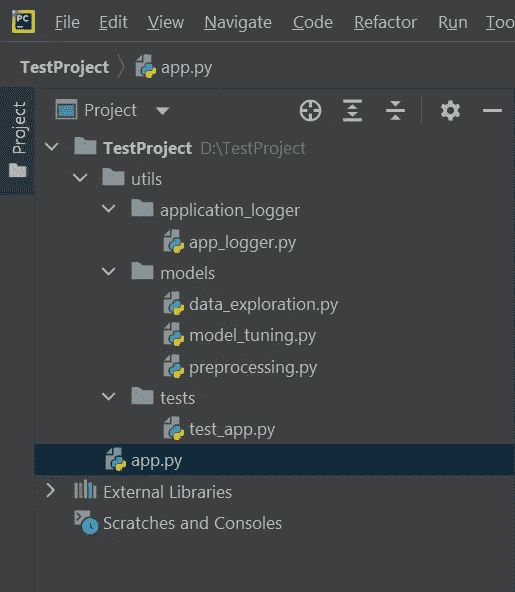 PC File Edit View Navigate Code Refactor Run Too
TestProject app.py
Project
Project
TestProject D:\TestProject
utils
application_logger
app_logger.py
models
data_exploration.py
model_tuning.py
preprocessing.py
tests
test_app.py
app.py
External Libraries
Scratches and Consoles